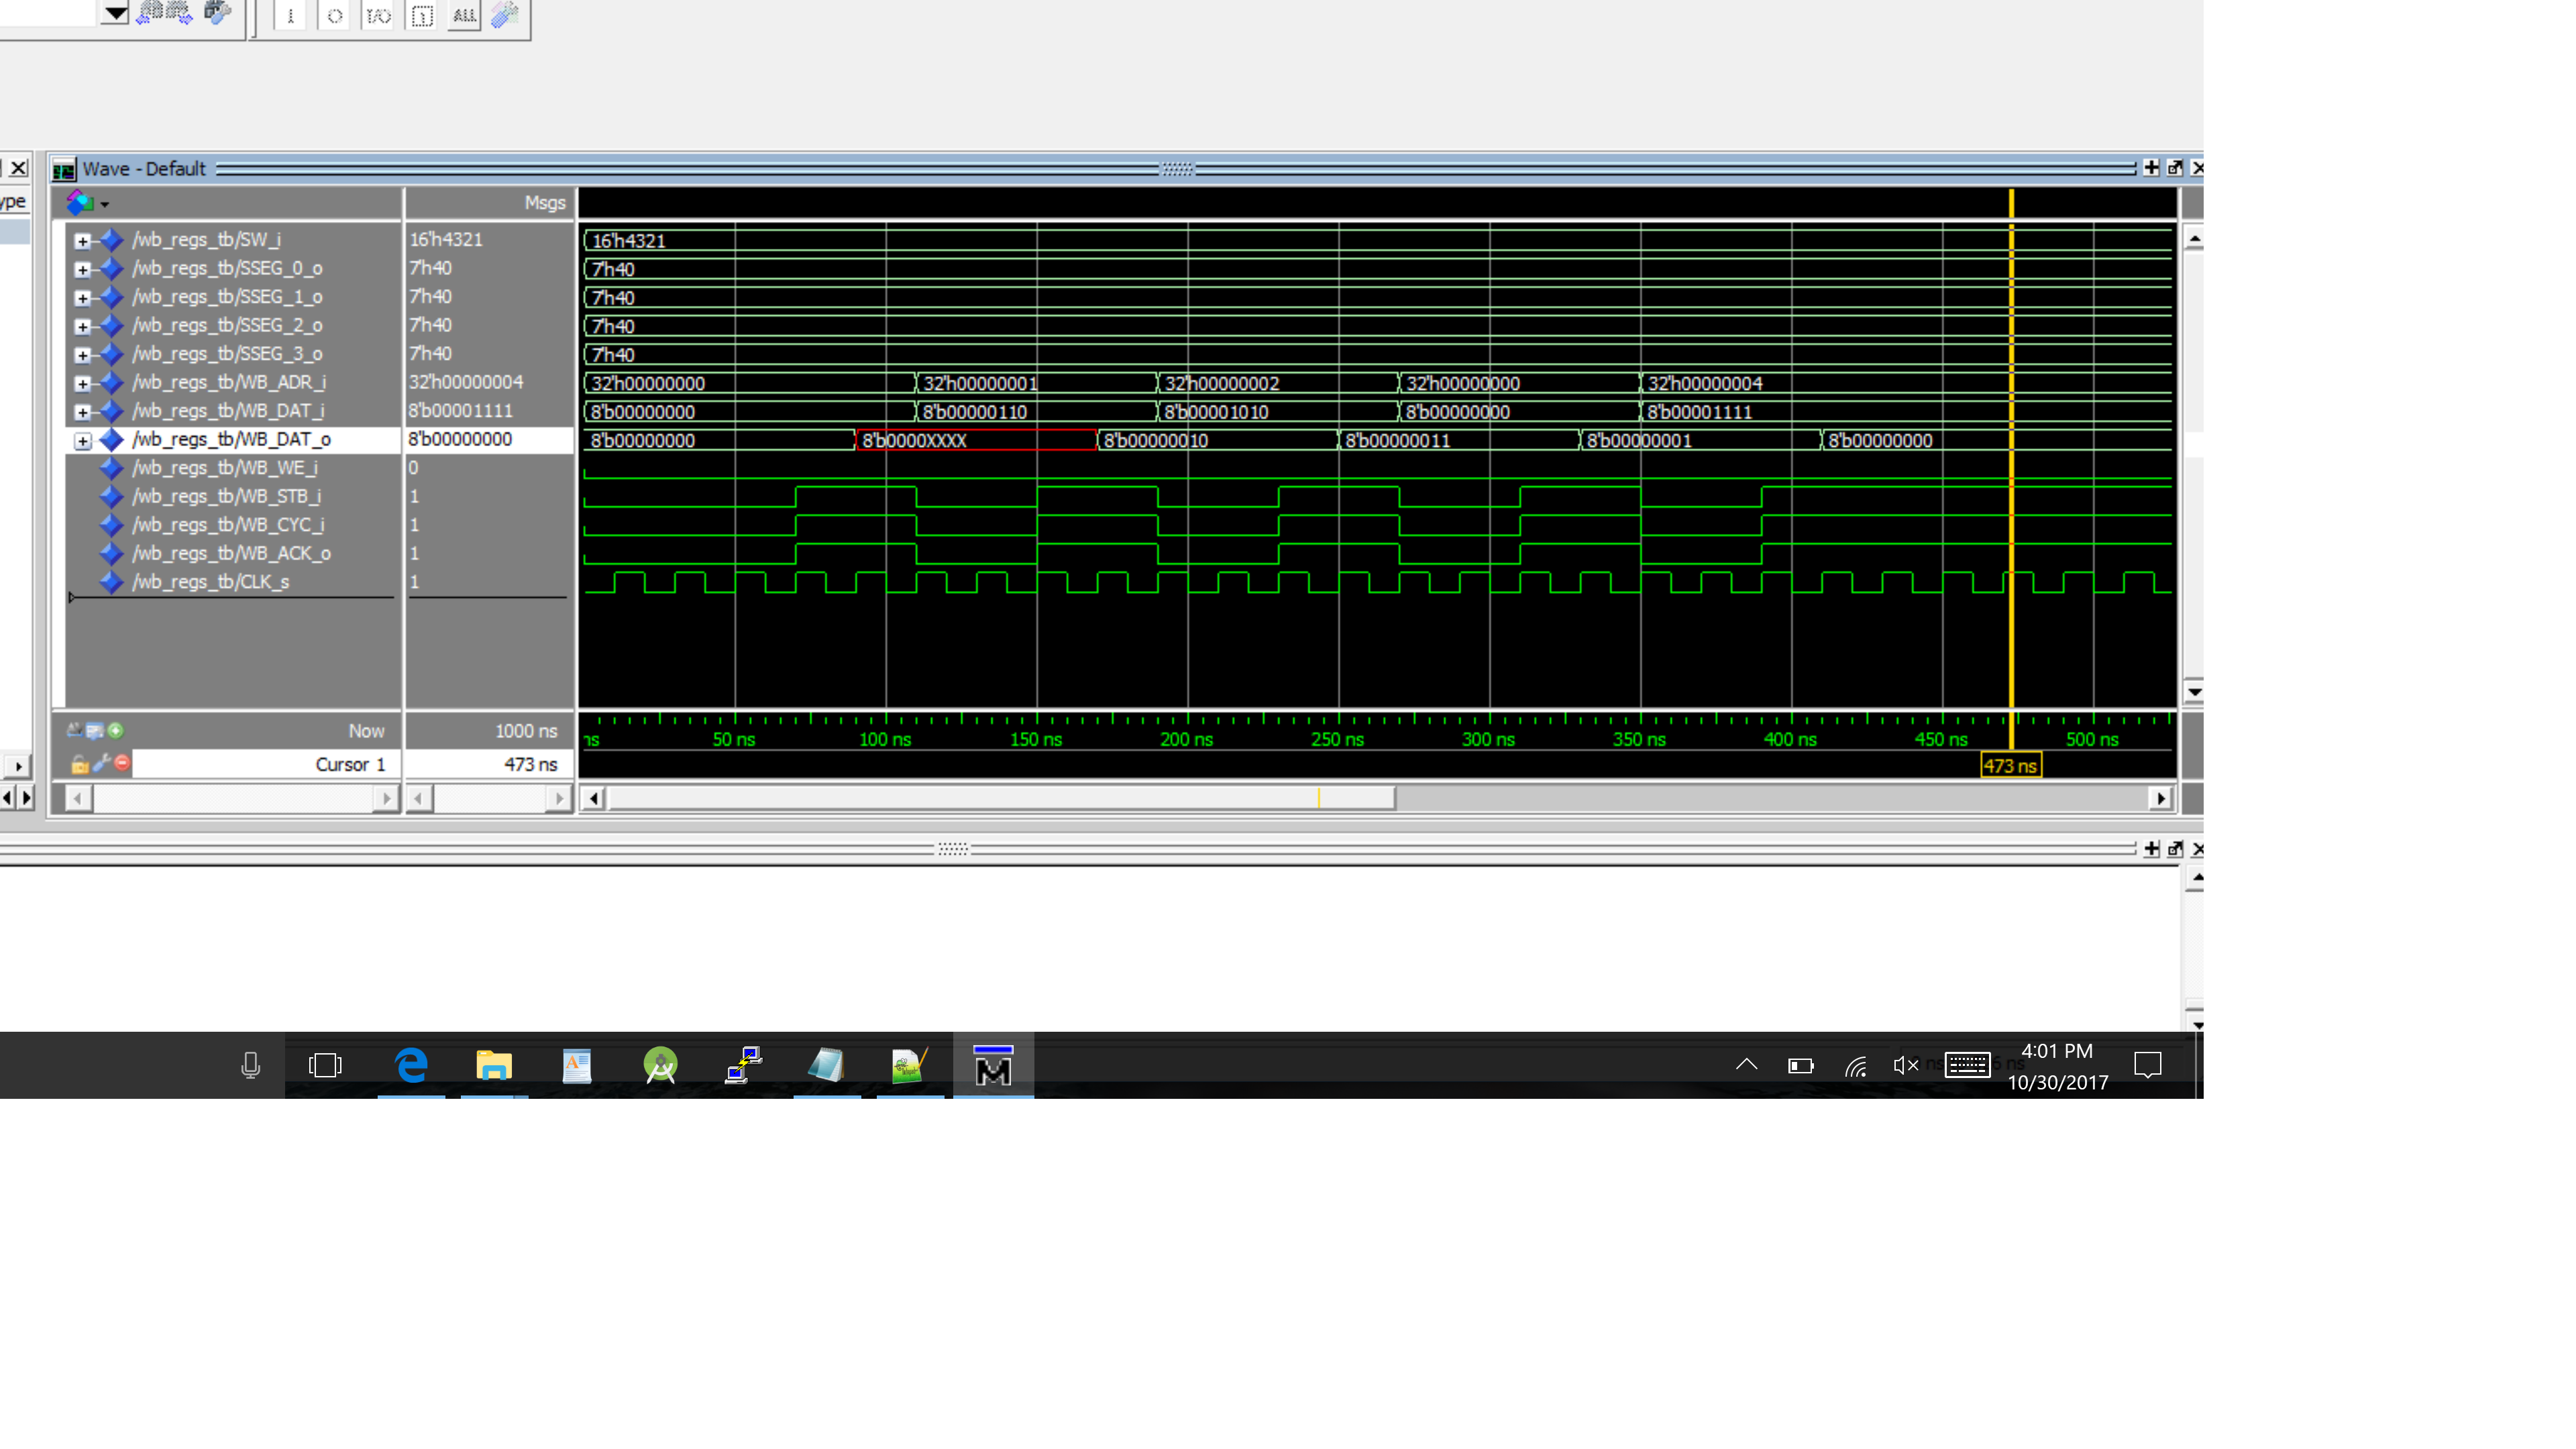 I O I/O ALL
Wave - Default
ype
Msgs
/wb_regs_tb/SW_i 16'h4321 16'h4321
/wb_regs_tb/SSEG_0_o 7'h40 7'h40
/wb_regs_tb/SSEG_1_o 7'h40 7'h40
/wb_regs_tb/SSEG_2_o 7'h40 7'h40
/wb_regs_tb/SSEG_3_o 7'h40 7'h40
/wb_regs_tb/WB_ADR_i 32'h00000004 32'h00000000 32'h00000001 32'h00000002 32'h00000000 32'h00000004
/wb_regs_tb/WB_DAT_i 8'b00001111 8'b00000000 8'b00000110 8'b00001010 8'b00000000 8'b00001111
/wb_regs_tb/WB_DAT_o 8'b00000000 8'b00000000 8'b0000XXXX 8'b00000010 8'b00000011 8'b00000001 8'b00000000
/wb_regs_tb/WB_WE_i 0
/wb_regs_tb/WB_STB_i 1
/wb_regs_tb/WB_CYC_i 1
/wb_regs_tb/WB_ACK_o 1
/wb_regs_tb/CLK_s 1
Now 1000 ns ns 50 ns 100 ns 150 ns 200 ns 250 ns 300 ns 350 ns 400 ns 450 ns 500 ns
Cursor 1 473 ns 473 ns
4:01 PM
10/30/2017